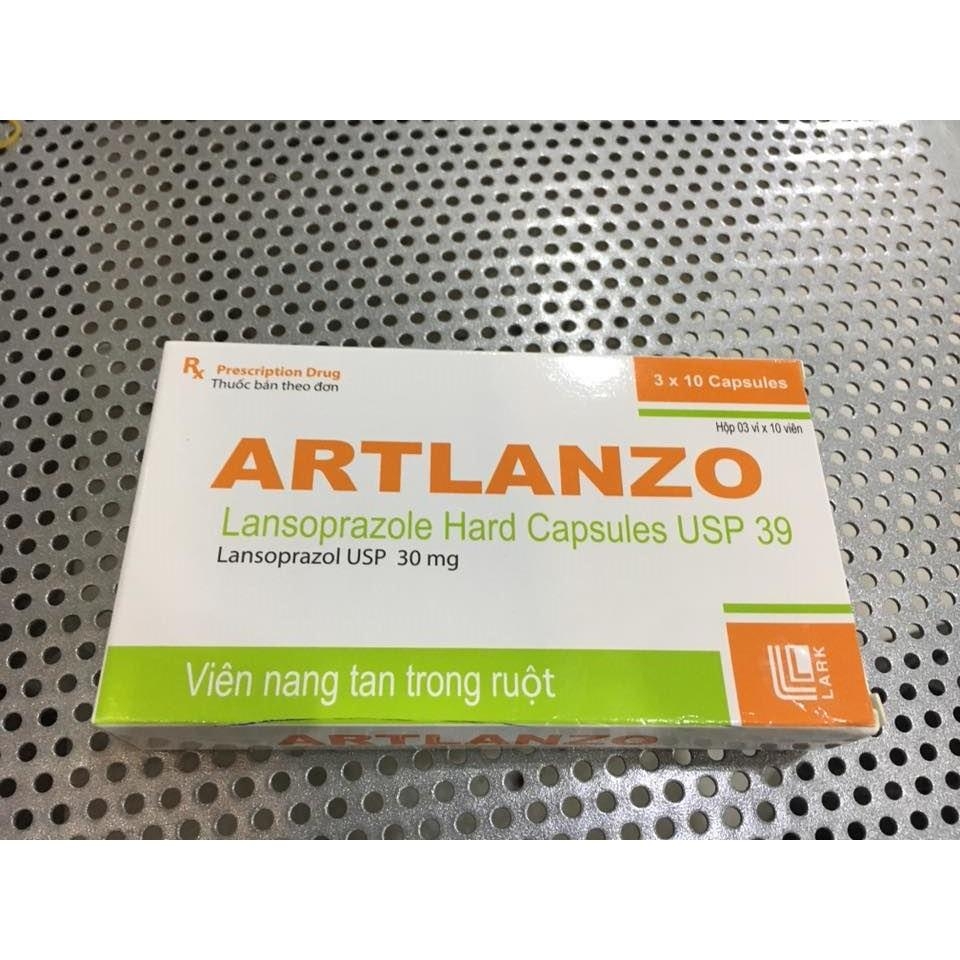 Rx Prescription Drug
Thuốc bán theo đơn
3 x 10 Capsules
Hộp 03 vỉ x 10 viên
ARTLANZO
Lansoprazole Hard Capsules USP 39
Lansoprazol USP 30 mg
Viên nang tan trong ruột
LARK
ARTLANZO